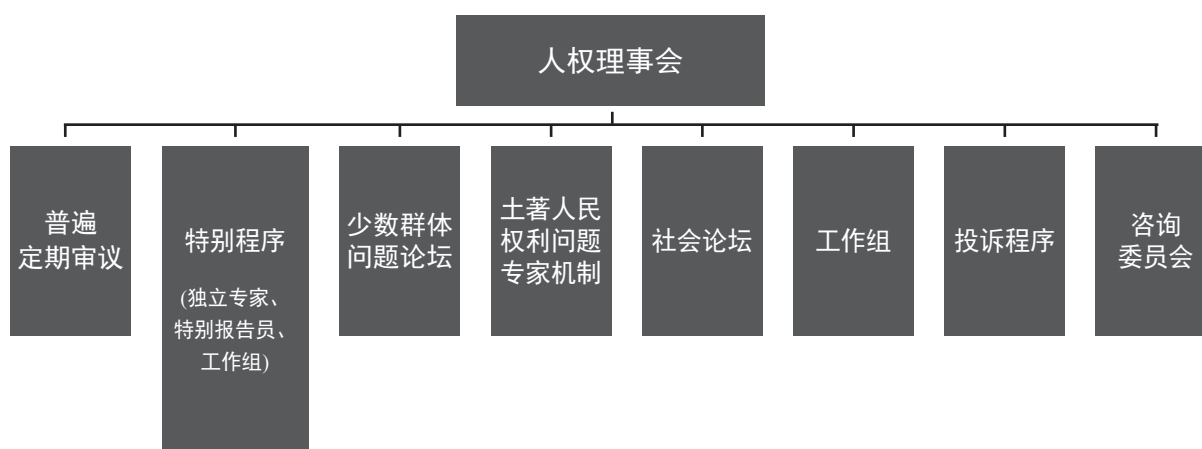 人权理事会
普遍
定期审议
特别程序
(独立专家、
特别报告员、
工作组)
少数群体
问题论坛
土著人民
权利问题
专家机制
社会论坛
工作组
投诉程序
咨询
委员会